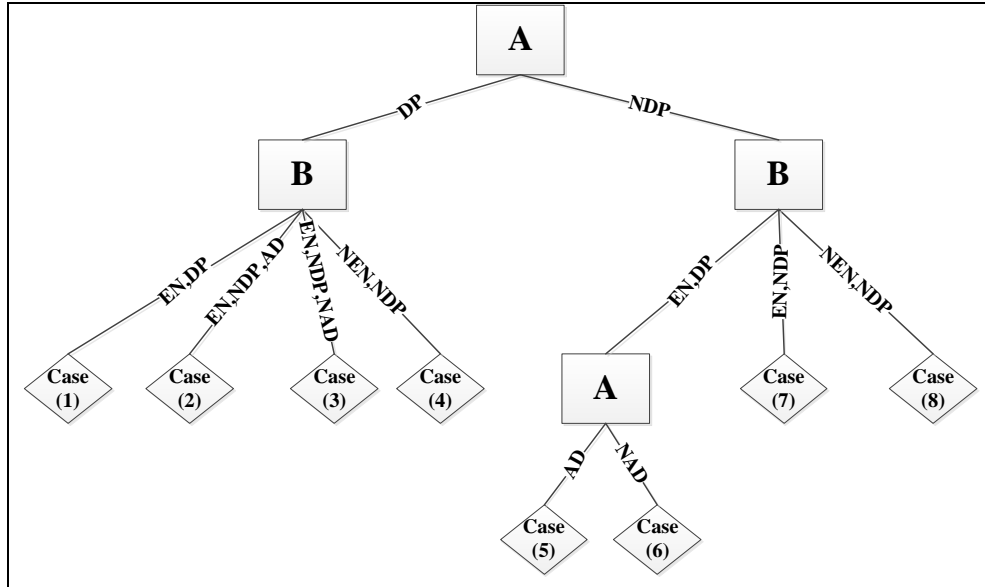 A
DP
NDP
B
B
EN,DP
EN,NDP,AD
EN,NDP,NAD
NEN,NDP
EN,DP
EN,NDP
NEN,NDP
Case
(1)
Case
(2)
Case
(3)
Case
(4)
A
Case
(7)
Case
(8)
AD
NAD
Case
(5)
Case
(6)